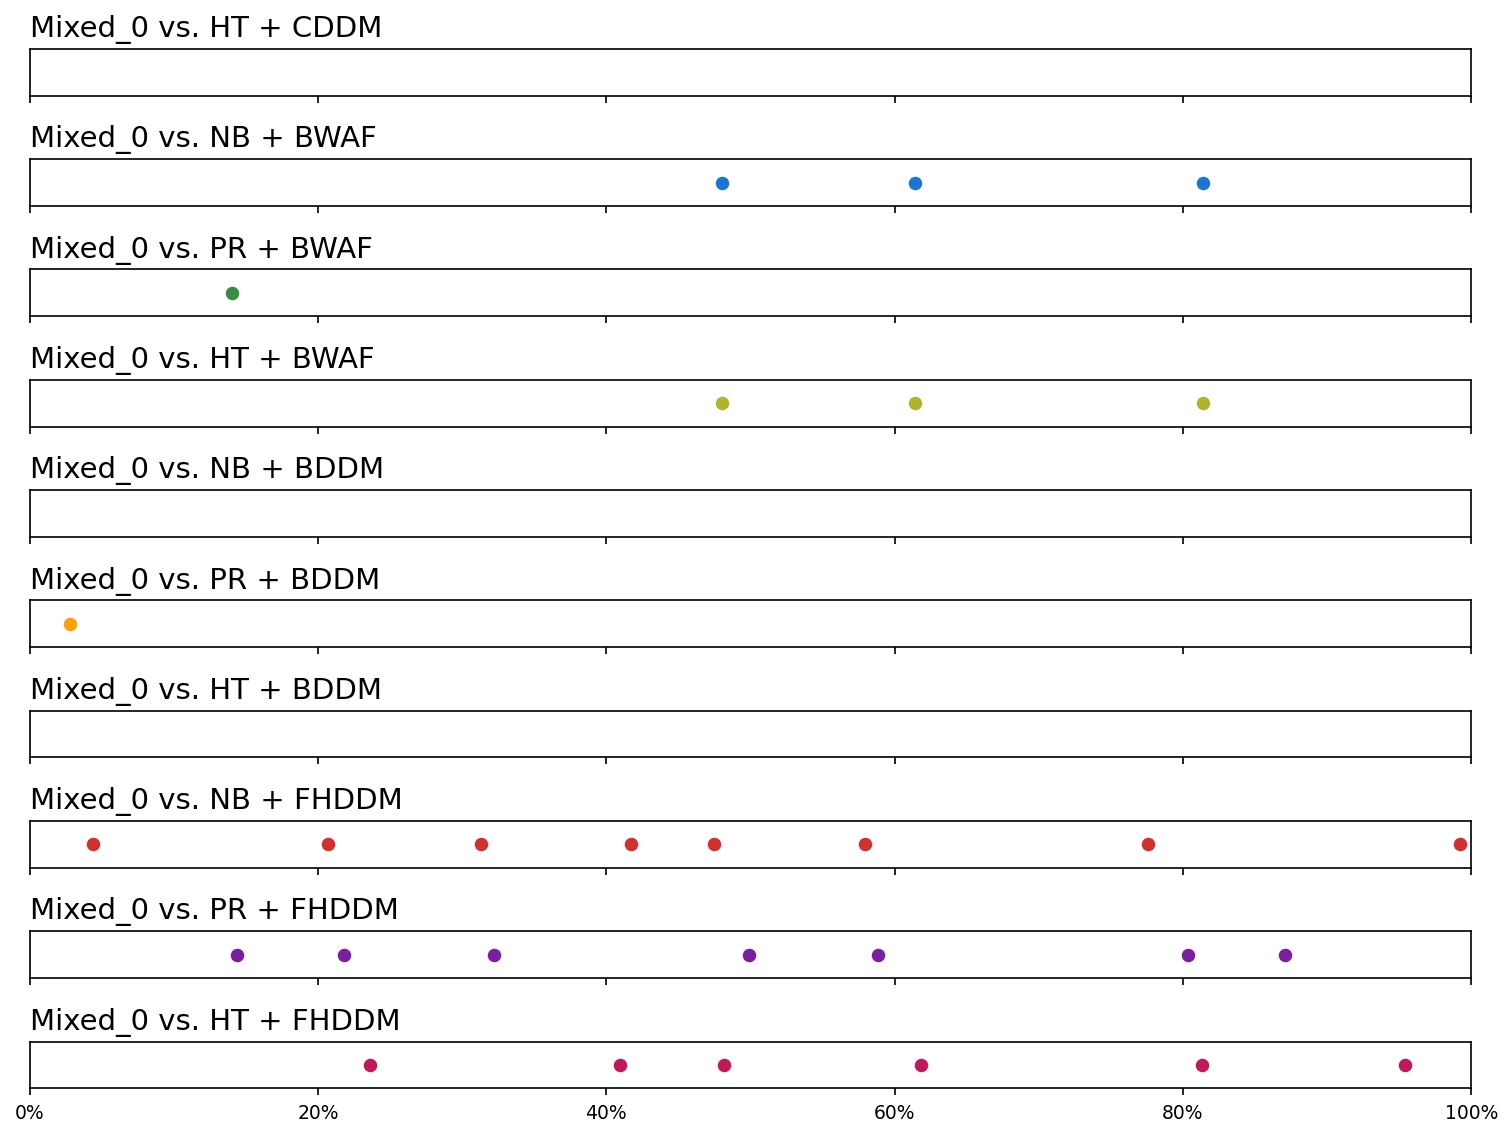 Mixed_0 vs. HT + CDDM
Mixed_0 vs. NB + BWAF
Mixed_0 vs. PR + BWAF
Mixed_0 vs. HT + BWAF
Mixed_0 vs. NB + BDDM
Mixed_0 vs. PR + BDDM
Mixed_0 vs. HT + BDDM
Mixed_0 vs. NB + FHDDM
Mixed_0 vs. PR + FHDDM
Mixed_0 vs. HT + FHDDM
0% 20% 40% 60% 80% 100%